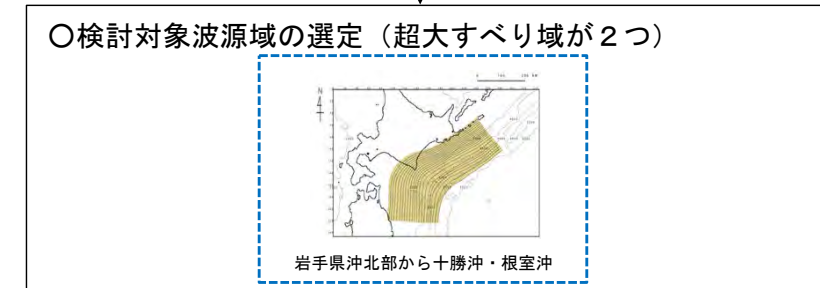 〇検討対象波源域の選定（超大すべり域が２つ）
N
岩手県沖北部から十勝沖・根室沖